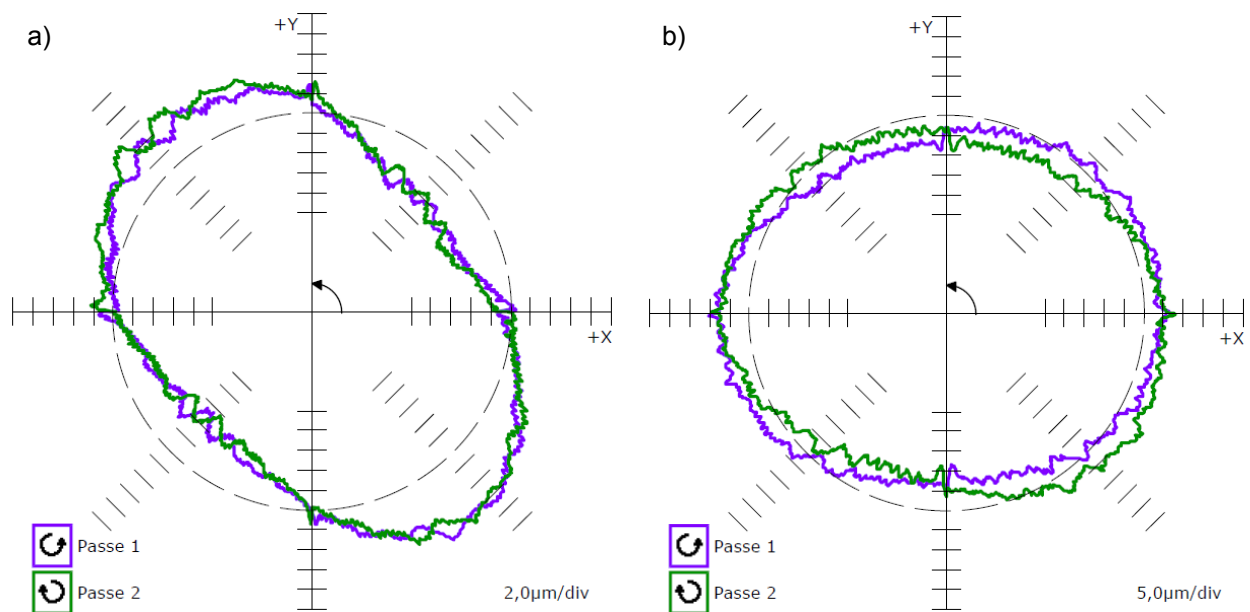 a)
+Y
+X
Passe 1
Passe 2
2,0µm/div
b)
+Y
+X
Passe 1
Passe 2
5,0µm/div